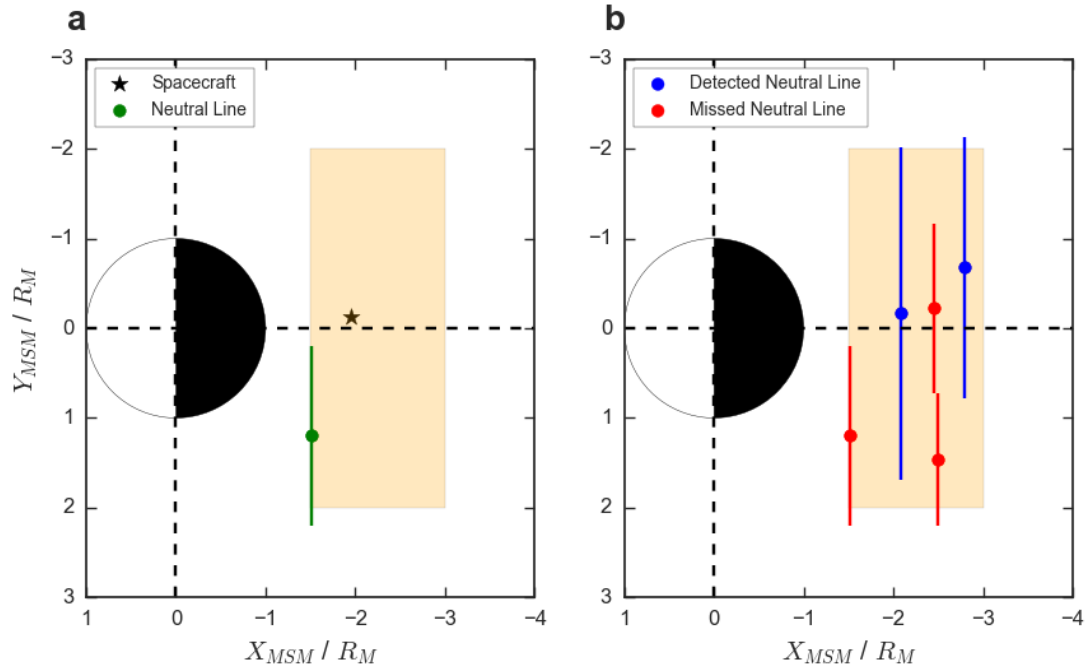 a
b
Spacecraft
Neutral Line
Detected Neutral Line
Missed Neutral Line
−3
−2
−1
0
1
2
3
Y_MSM / R_M
1
0
−1
−2
−3
−4
X_MSM / R_M
−3
−2
−1
0
1
2
3
1
0
−1
−2
−3
−4
X_MSM / R_M